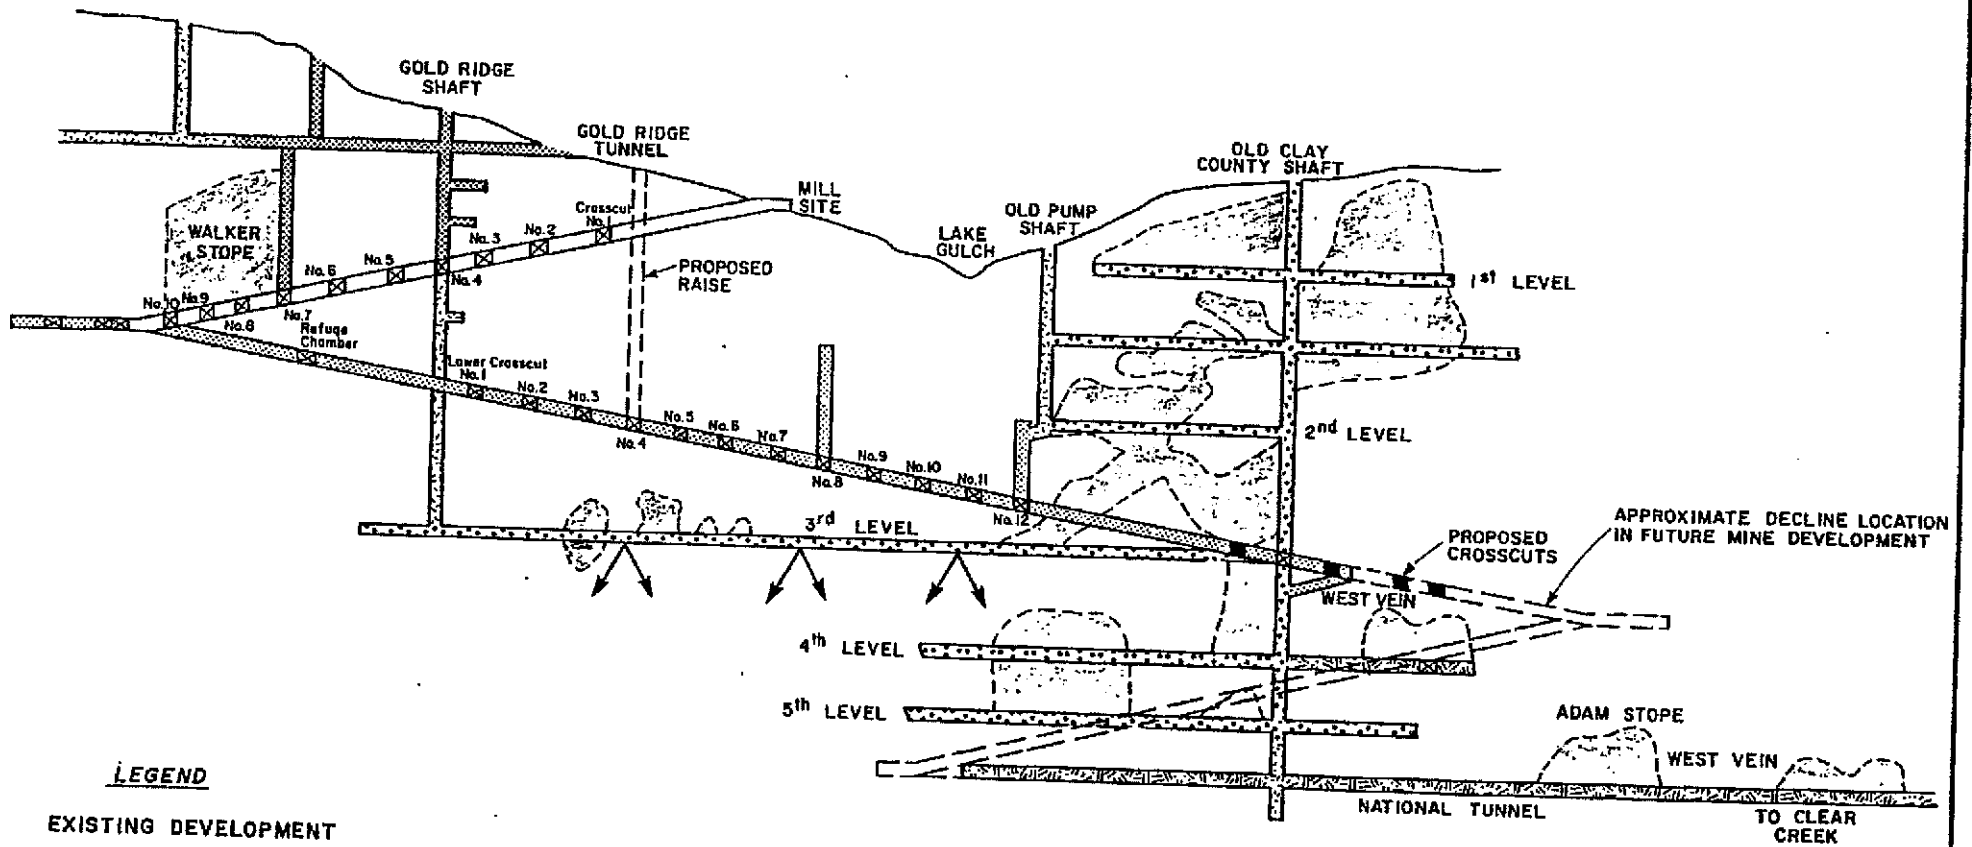 GOLD RIDGE
SHAFT
GOLD RIDGE
TUNNEL
MILL
SITE
LAKE
GULCH
OLD PUMP
SHAFT
OLD CLAY
COUNTY SHAFT
WALKER
STOPE
Crosscut
No. 1
No. 2
No. 3
No. 4
No. 5
No. 6
No. 7
No. 8
No. 9
No. 10
PROPOSED
RAISE
1st LEVEL
Refuge
Chamber
Lower Crosscut
No. 1
No. 2
No. 3
No. 4
No. 5
No. 6
No. 7
No. 8
No. 9
No. 10
No. 11
No. 12
2nd LEVEL
3rd LEVEL
PROPOSED
CROSSCUTS
APPROXIMATE DECLINE LOCATION
IN FUTURE MINE DEVELOPMENT
WEST VEIN
4th LEVEL
5th LEVEL
ADAM STOPE
WEST VEIN
NATIONAL TUNNEL
TO CLEAR
CREEK
LEGEND
EXISTING DEVELOPMENT